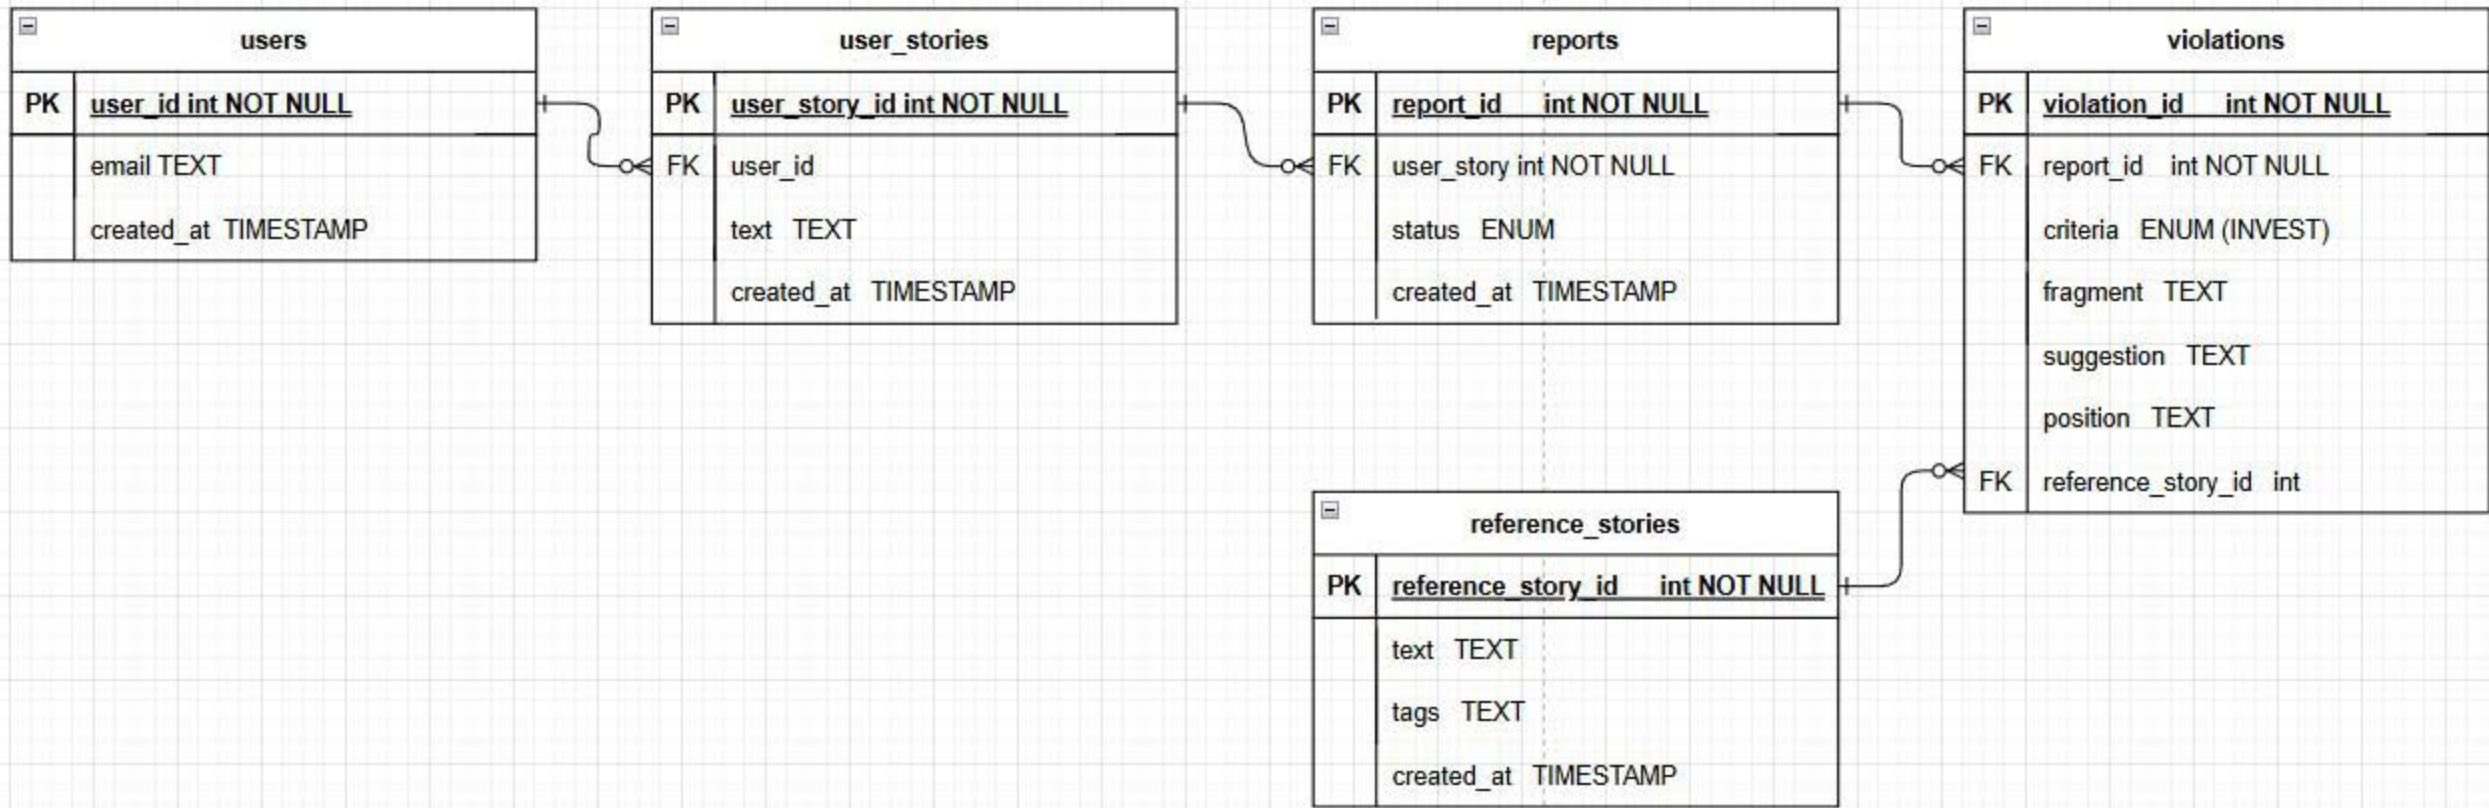 users
PK user_id int NOT NULL
email TEXT
created_at TIMESTAMP
user_stories
PK user_story_id int NOT NULL
FK user_id
text TEXT
created_at TIMESTAMP
reports
PK report_id int NOT NULL
FK user_story int NOT NULL
status ENUM
created_at TIMESTAMP
violations
PK violation_id int NOT NULL
FK report_id int NOT NULL
criteria ENUM (INVEST)
fragment TEXT
suggestion TEXT
position TEXT
FK reference_story_id int
reference_stories
PK reference_story_id int NOT NULL
text TEXT
tags TEXT
created_at TIMESTAMP